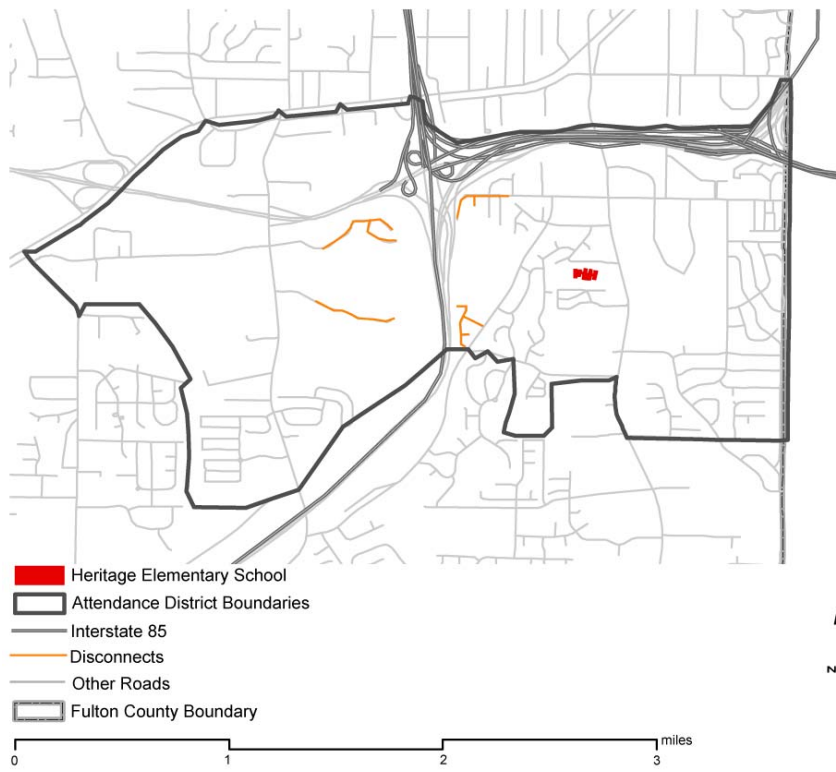 Heritage Elementary School
Attendance District Boundaries
Interstate 85
Disconnects
Other Roads
Fulton County Boundary
miles
0 1 2 3